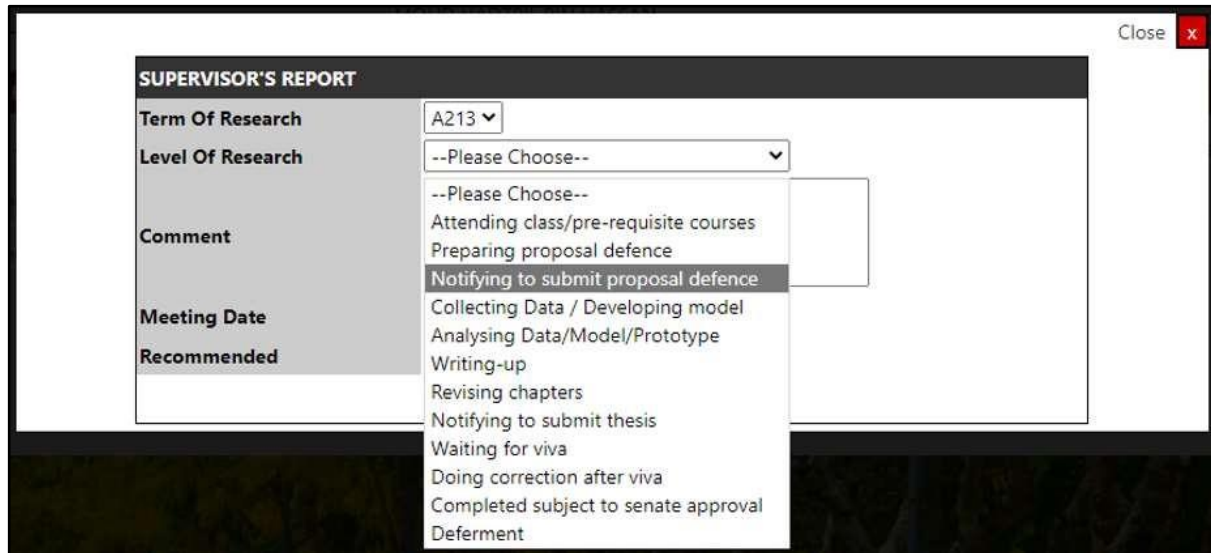 Close x
SUPERVISOR'S REPORT
Term Of Research A213
Level Of Research --Please Choose--
--Please Choose--
Attending class/pre-requisite courses
Comment
Preparing proposal defence
Notifying to submit proposal defence
Collecting Data / Developing model
Meeting Date
Analysing Data/Model/Prototype
Recommended
Writing-up
Revising chapters
Notifying to submit thesis
Waiting for viva
Doing correction after viva
Completed subject to senate approval
Deferment